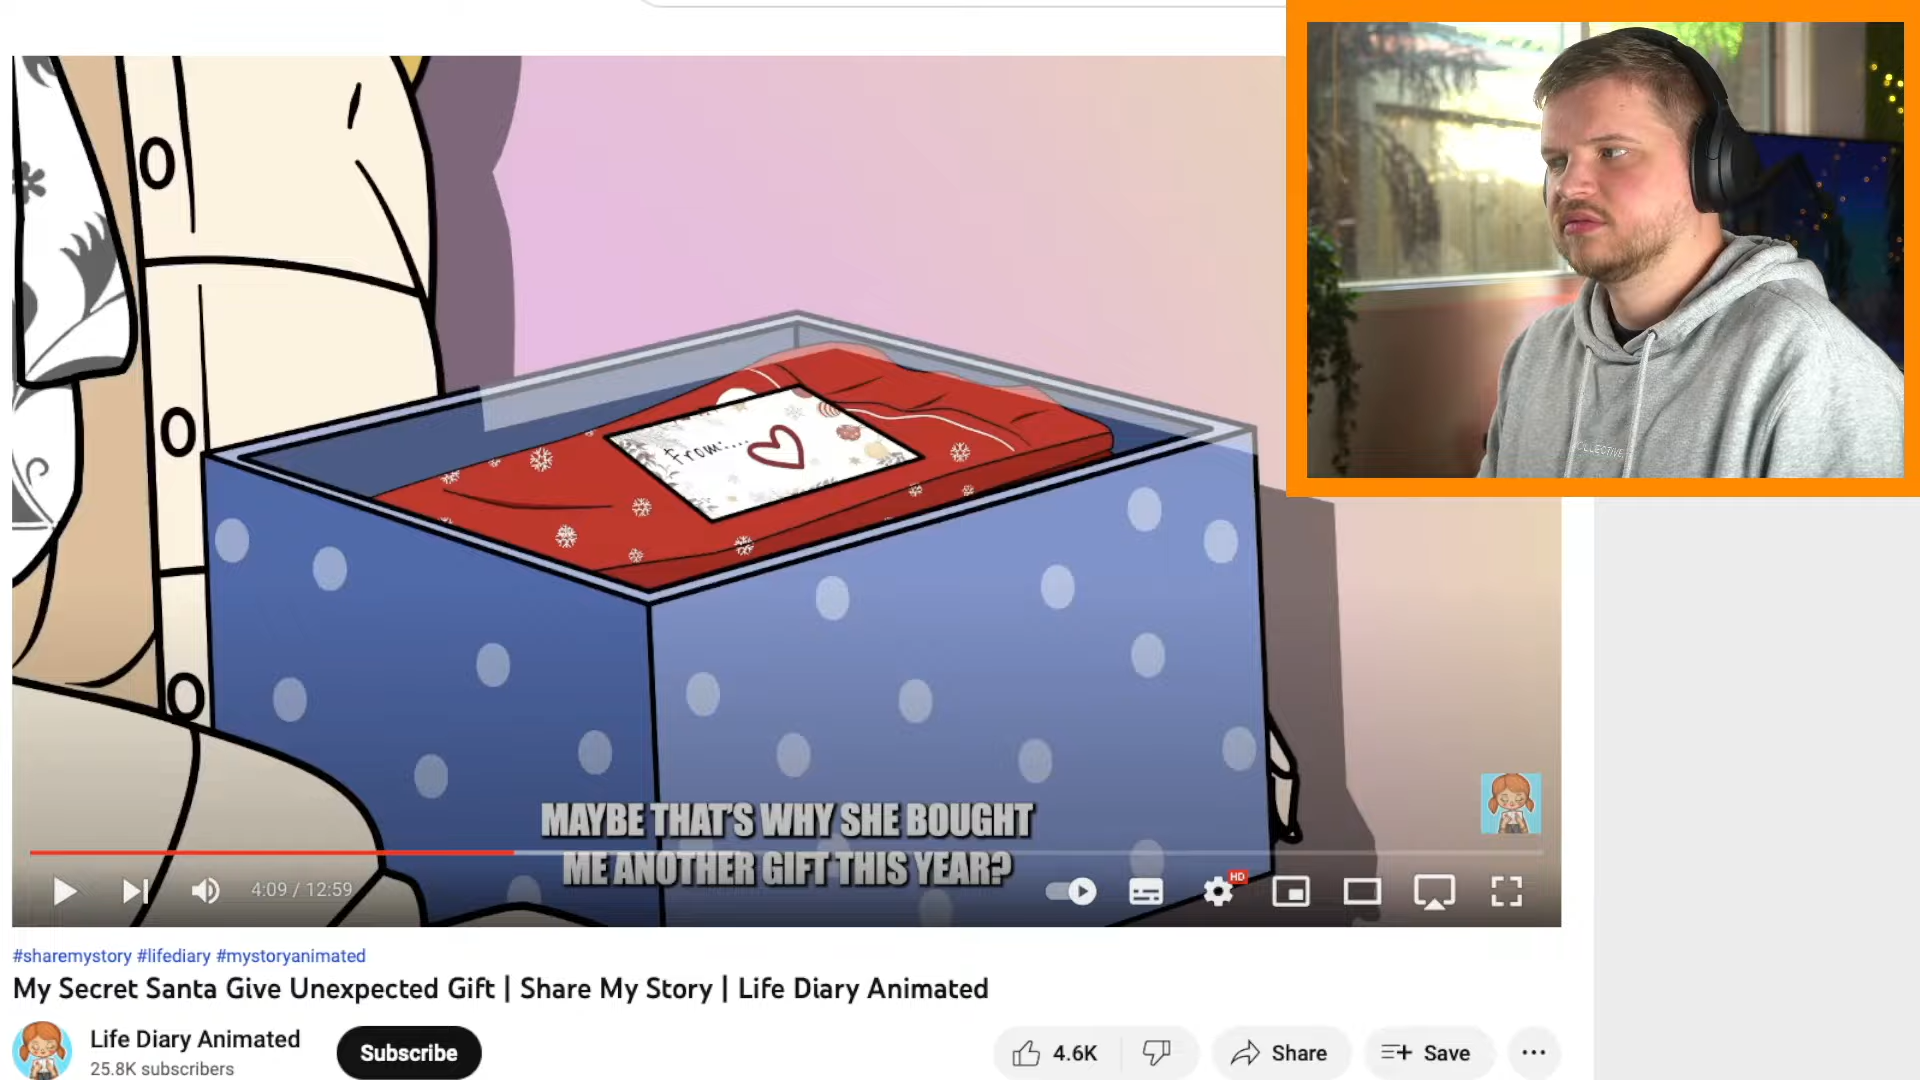 From:....
COLLECTIVE
MAYBE THAT'S WHY SHE BOUGHT
ME ANOTHER GIFT THIS YEAR?
4:09 / 12:59
HD
#sharemystory #lifediary #mystoryanimated
My Secret Santa Give Unexpected Gift | Share My Story | Life Diary Animated
Life Diary Animated
25.8K subscribers
Subscribe
4.6K
Share
Save